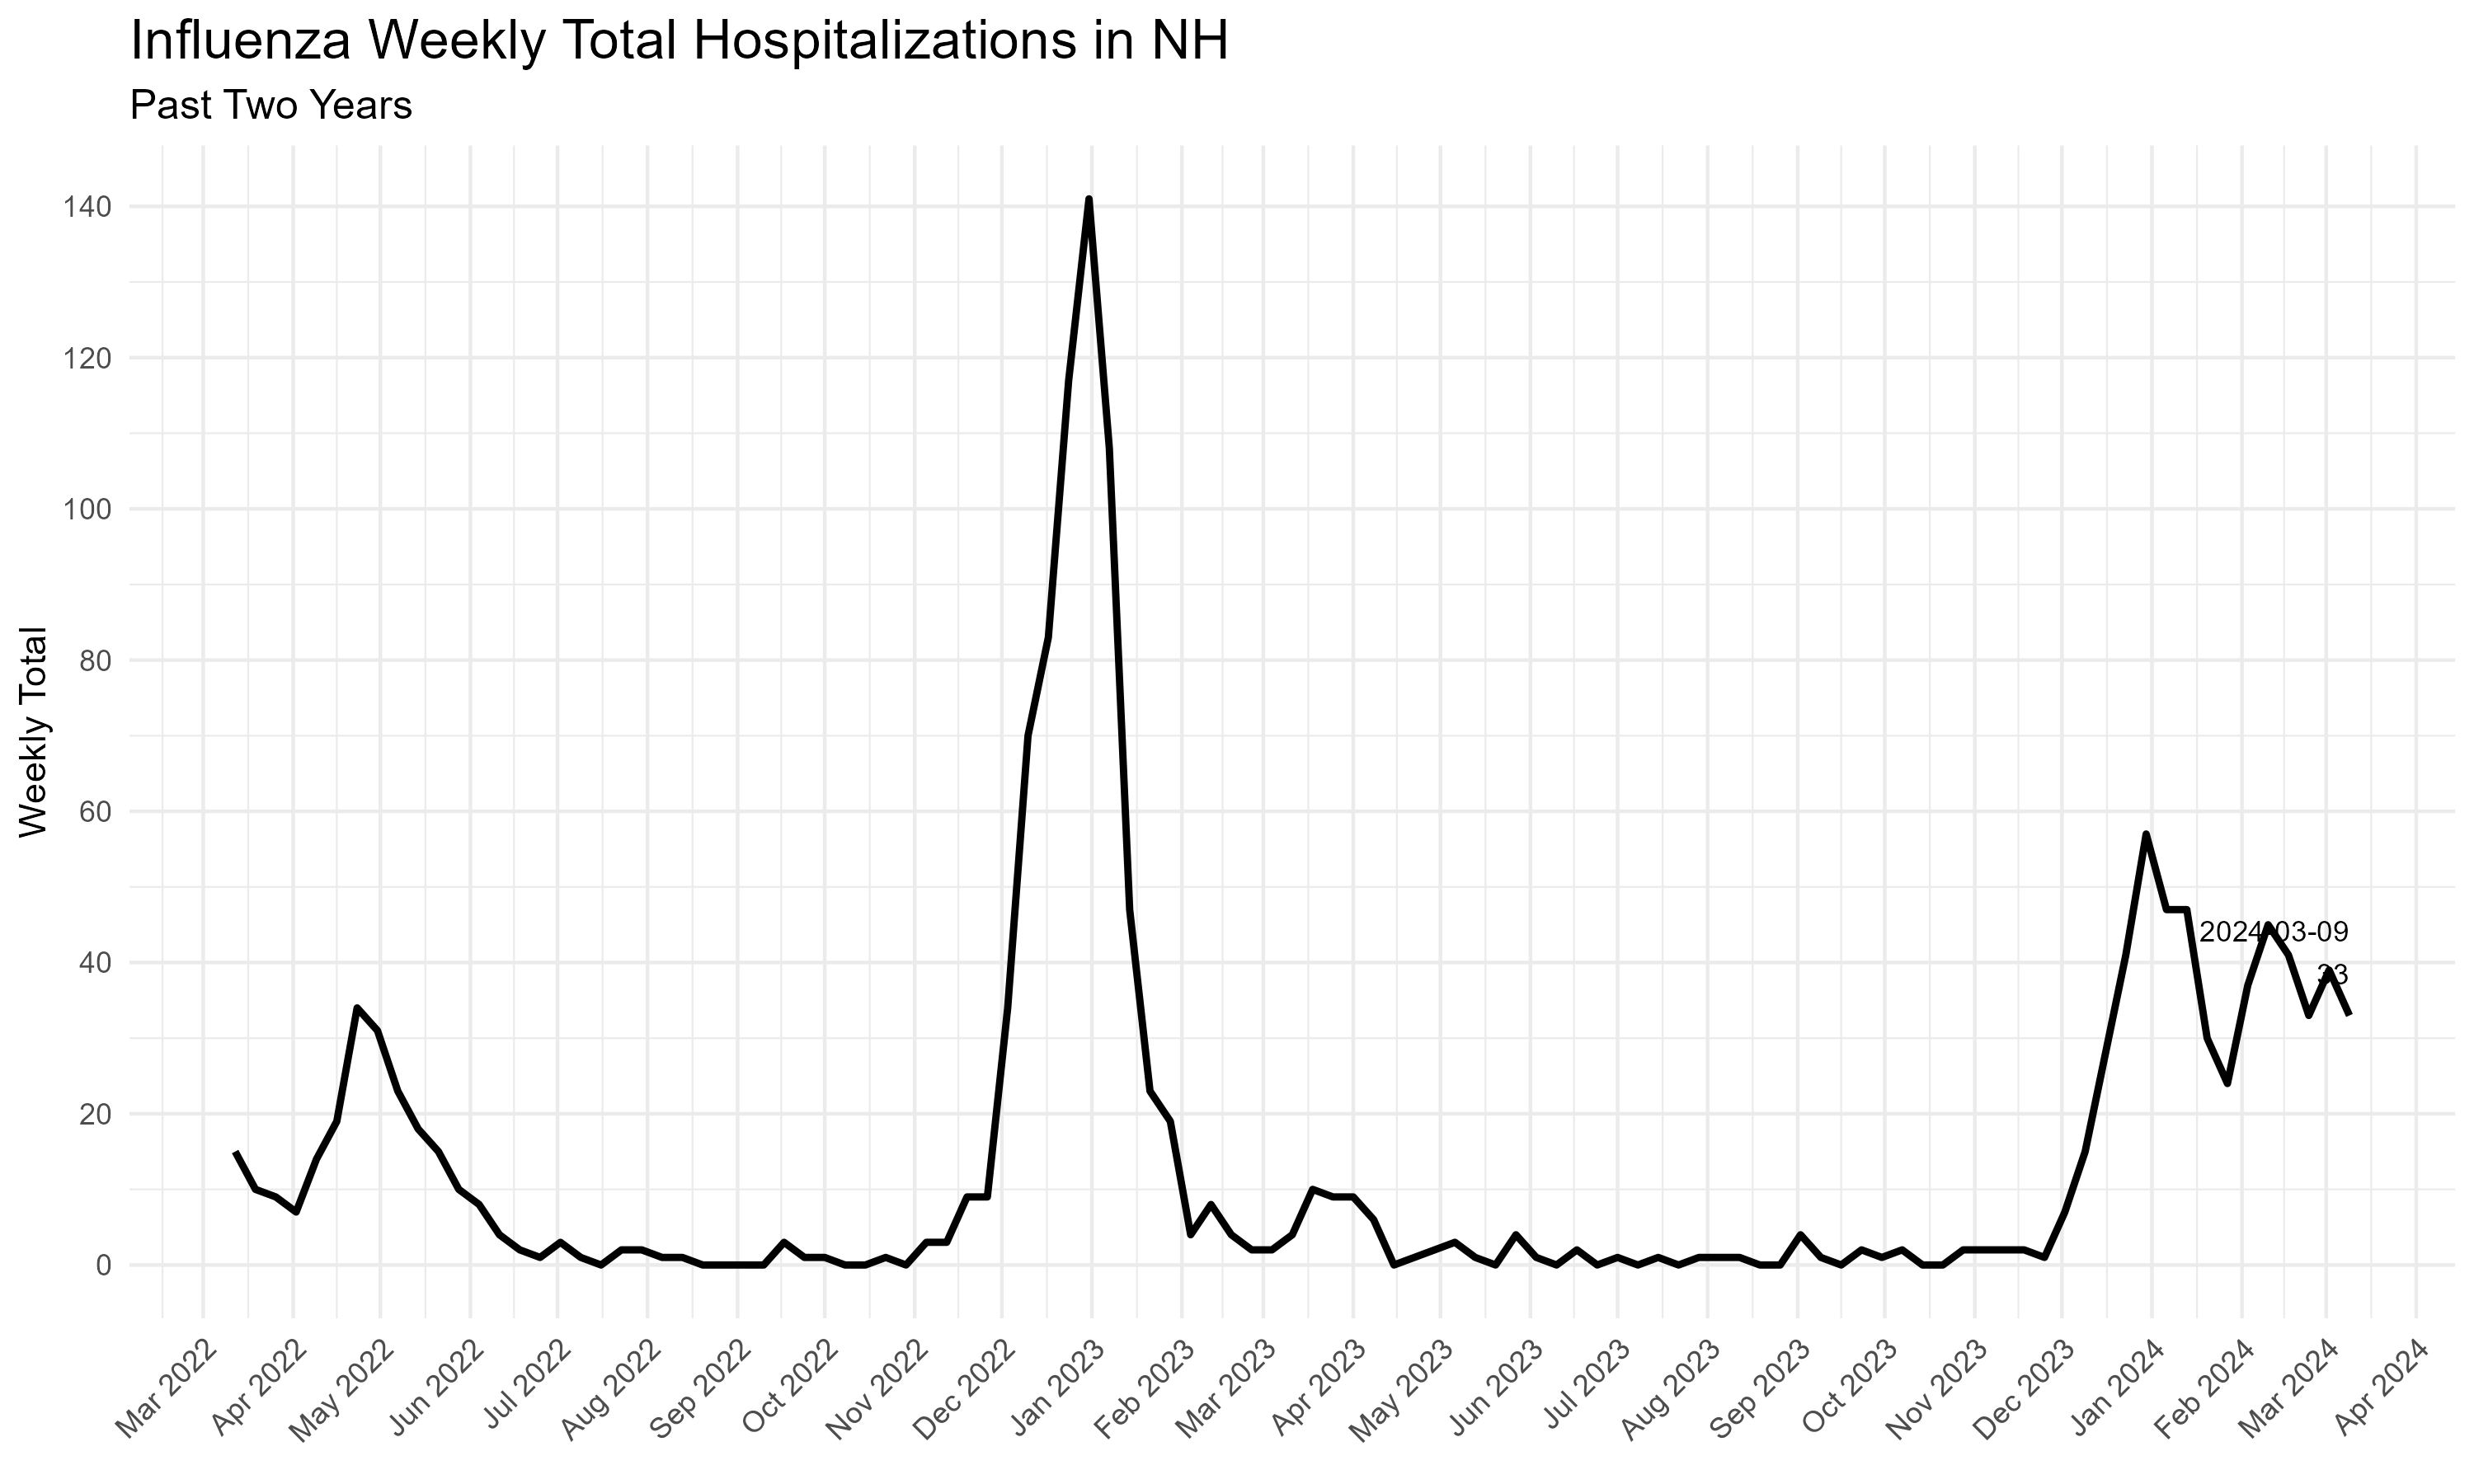 Influenza Weekly Total Hospitalizations in NH
Past Two Years
Weekly Total
140
120
100
80
60
40
20
0
2024-03-09
33
Mar 2022
Apr 2022
May 2022
Jun 2022
Jul 2022
Aug 2022
Sep 2022
Oct 2022
Nov 2022
Dec 2022
Jan 2023
Feb 2023
Mar 2023
Apr 2023
May 2023
Jun 2023
Jul 2023
Aug 2023
Sep 2023
Oct 2023
Nov 2023
Dec 2023
Jan 2024
Feb 2024
Mar 2024
Apr 2024